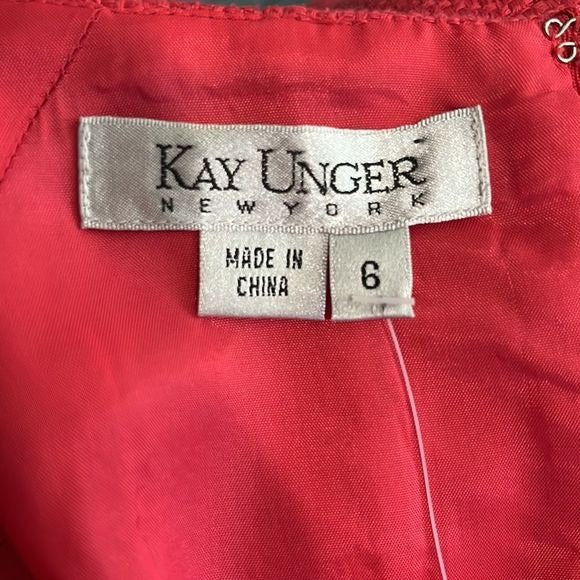 KAY UNGER
NEW YORK
MADE IN
CHINA
6